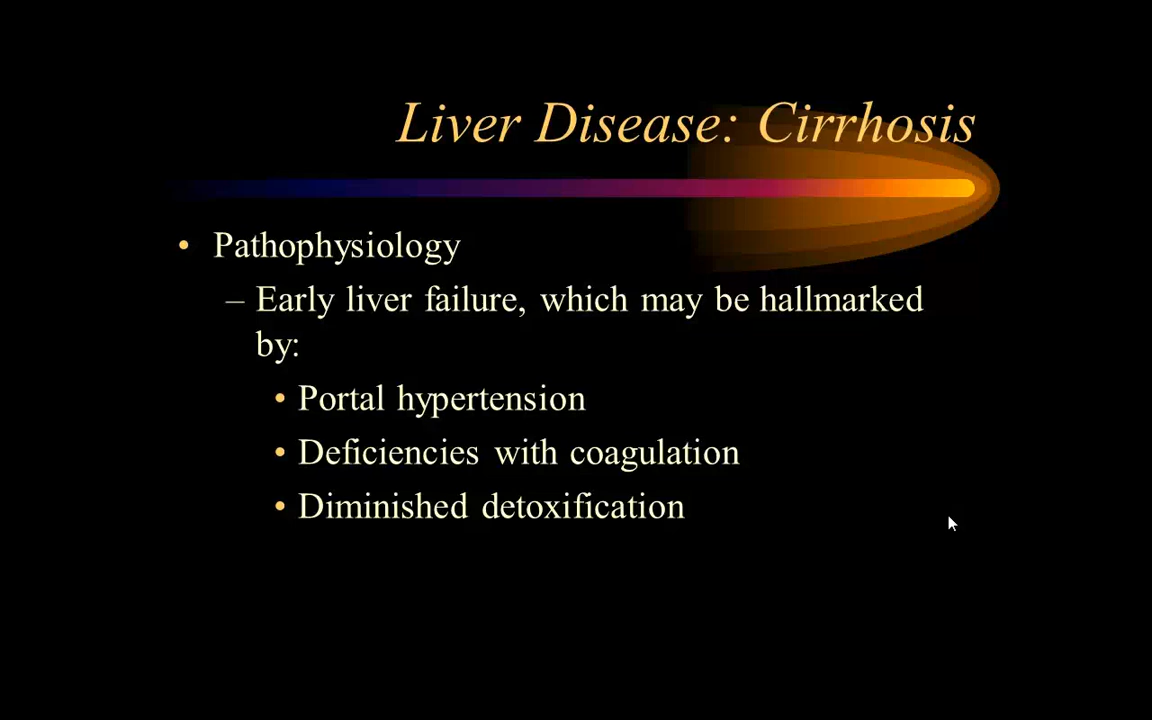 Liver Disease: Cirrhosis
• Pathophysiology
– Early liver failure, which may be hallmarked
by:
• Portal hypertension
• Deficiencies with coagulation
• Diminished detoxification